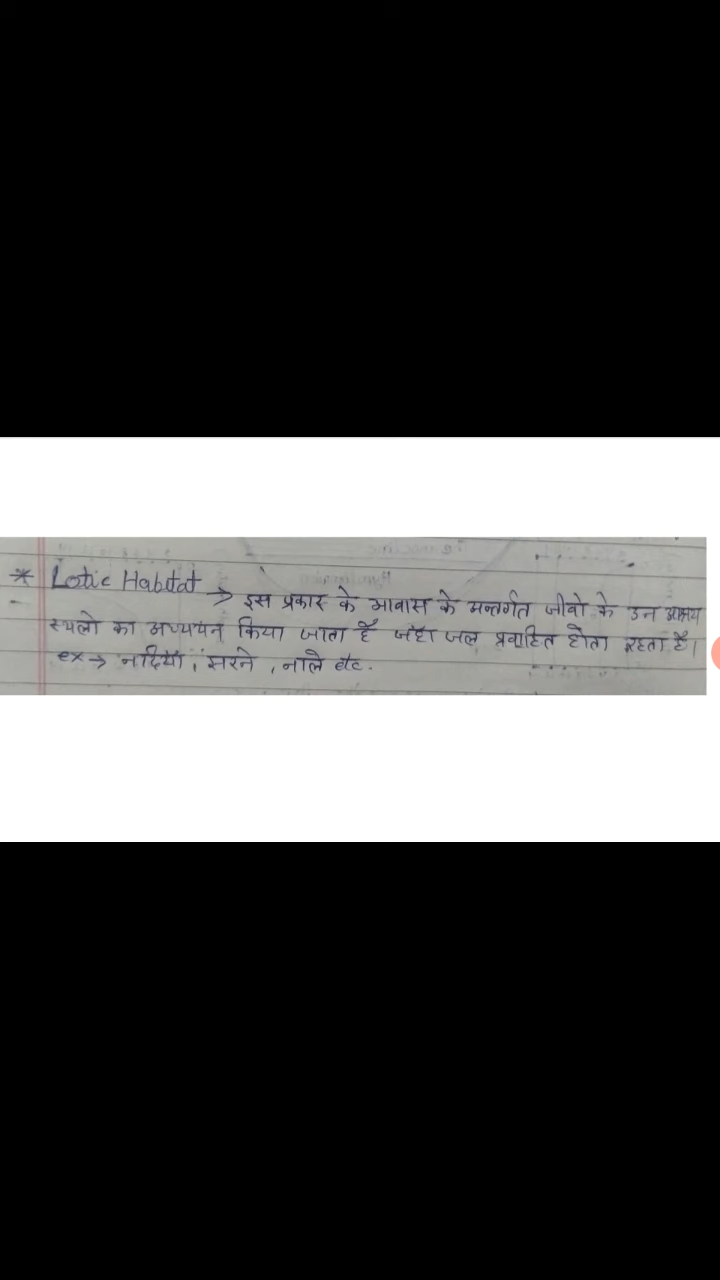 * Lotic Habitat → इस प्रकार के आवास के अन्तर्गत जीवो के उन आश्रय
स्थलो का अध्ययन किया जाता है जहाँ जल प्रवाहित होता रहता है।
ex → नदियाँ, झरने, नाले etc.